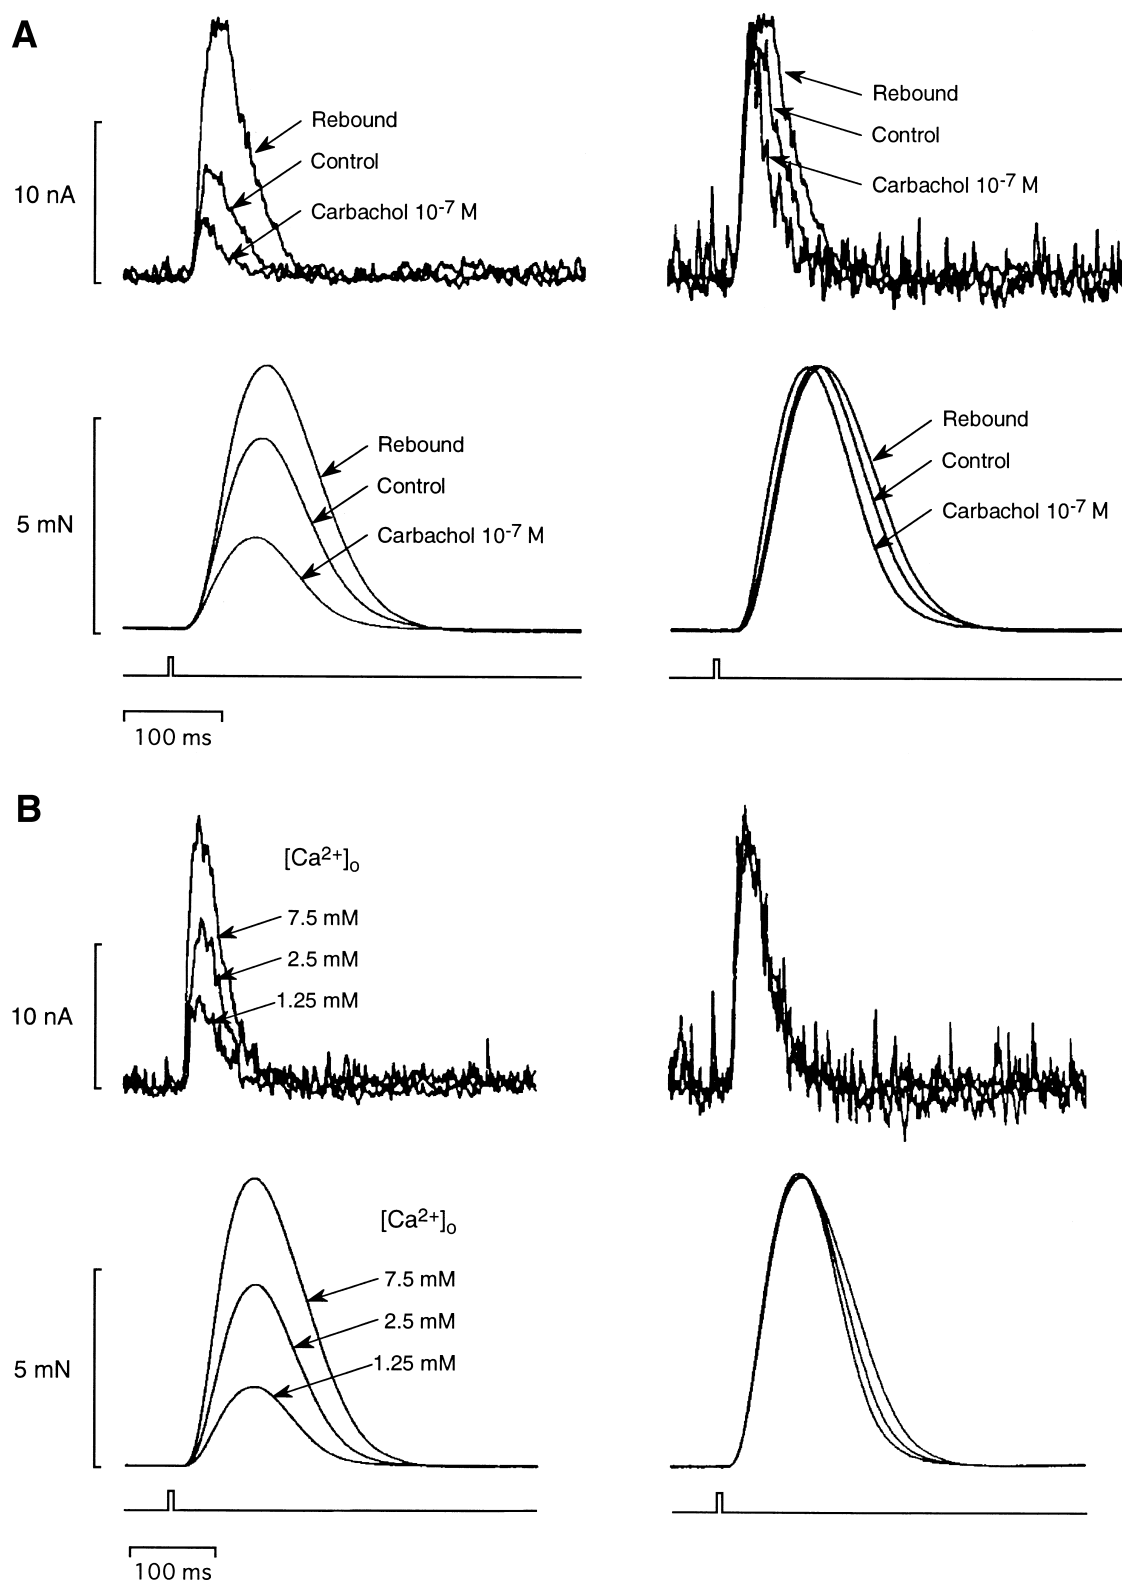 A
10 nA
Rebound
Control
Carbachol 10-7 M
Rebound
Control
Carbachol 10-7 M
5 mN
Rebound
Control
Carbachol 10-7 M
Rebound
Control
Carbachol 10-7 M
100 ms
B
10 nA
[Ca2+]o
7.5 mM
2.5 mM
1.25 mM
5 mN
[Ca2+]o
7.5 mM
2.5 mM
1.25 mM
100 ms